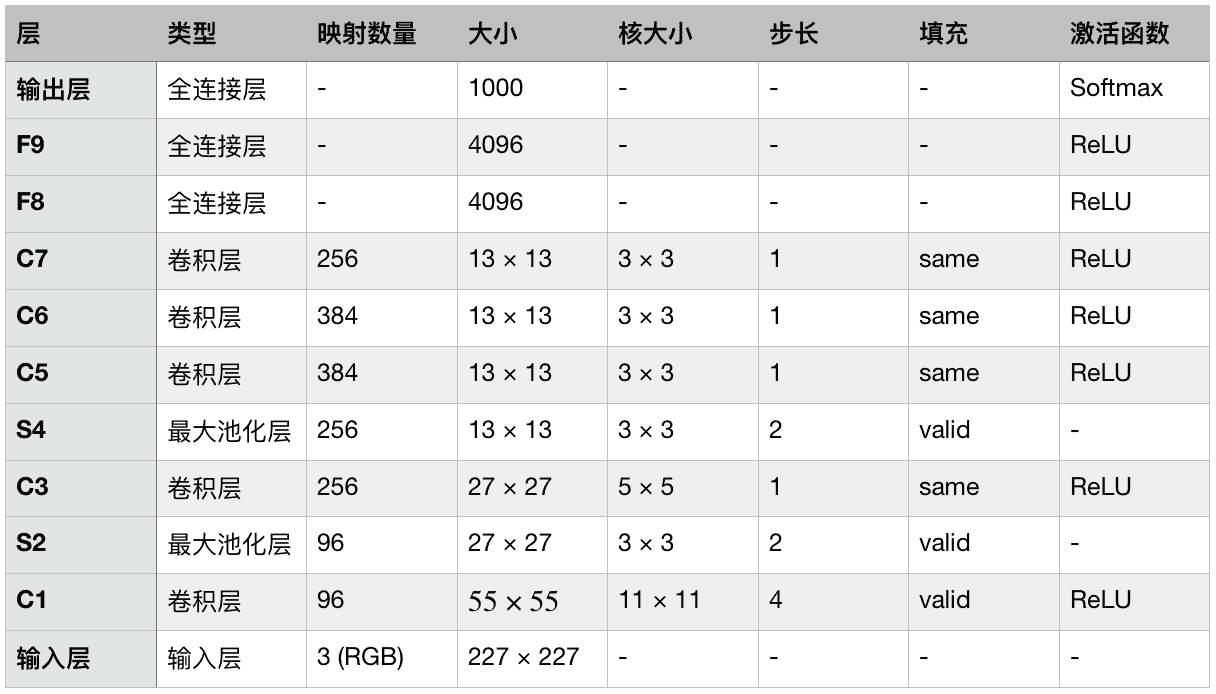 层 类型 映射数量 大小 核大小 步长 填充 激活函数
输出层 全连接层 - 1000 - - - Softmax
F9 全连接层 - 4096 - - - ReLU
F8 全连接层 - 4096 - - - ReLU
C7 卷积层 256 13 × 13 3 × 3 1 same ReLU
C6 卷积层 384 13 × 13 3 × 3 1 same ReLU
C5 卷积层 384 13 × 13 3 × 3 1 same ReLU
S4 最大池化层 256 13 × 13 3 × 3 2 valid -
C3 卷积层 256 27 × 27 5 × 5 1 same ReLU
S2 最大池化层 96 27 × 27 3 × 3 2 valid -
C1 卷积层 96 55 × 55 11 × 11 4 valid ReLU
输入层 输入层 3 (RGB) 227 × 227 - - - -